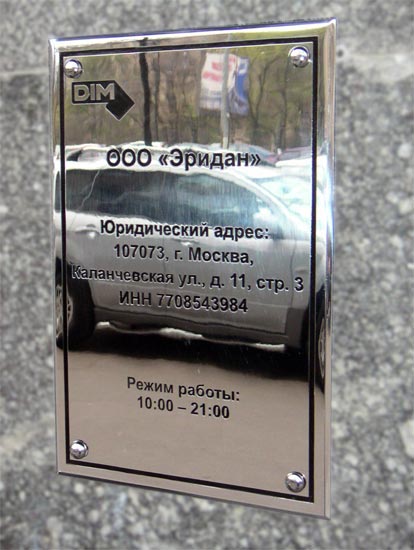 DIM
ООО «Эридан»
Юридический адрес:
107073, г. Москва,
Каланчевская ул., д. 11, стр. 3
ИНН 7708543984
Режим работы:
10:00 – 21:00